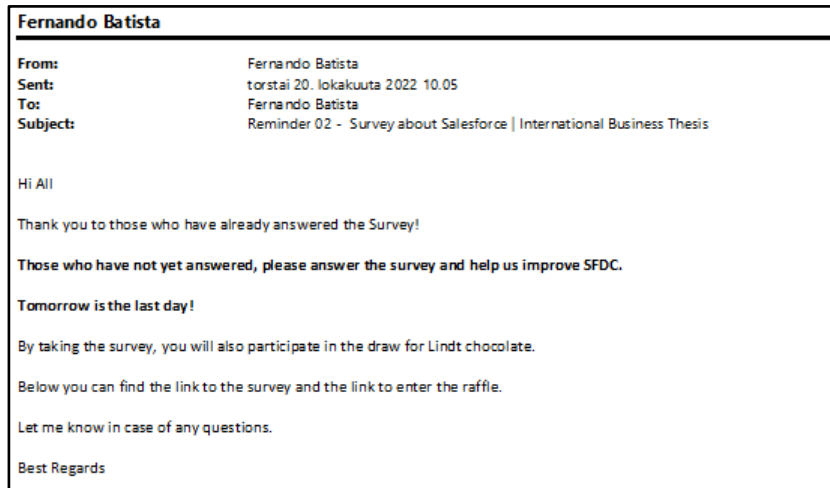 Fernando Batista
From: Fernando Batista
Sent: torstai 20. lokakuuta 2022 10.05
To: Fernando Batista
Subject: Reminder 02 - Survey about Salesforce | International Business Thesis
Hi All
Thank you to those who have already answered the Survey!
Those who have not yet answered, please answer the survey and help us improve SFDC.
Tomorrow is the last day!
By taking the survey, you will also participate in the draw for Lindt chocolate.
Below you can find the link to the survey and the link to enter the raffle.
Let me know in case of any questions.
Best Regards